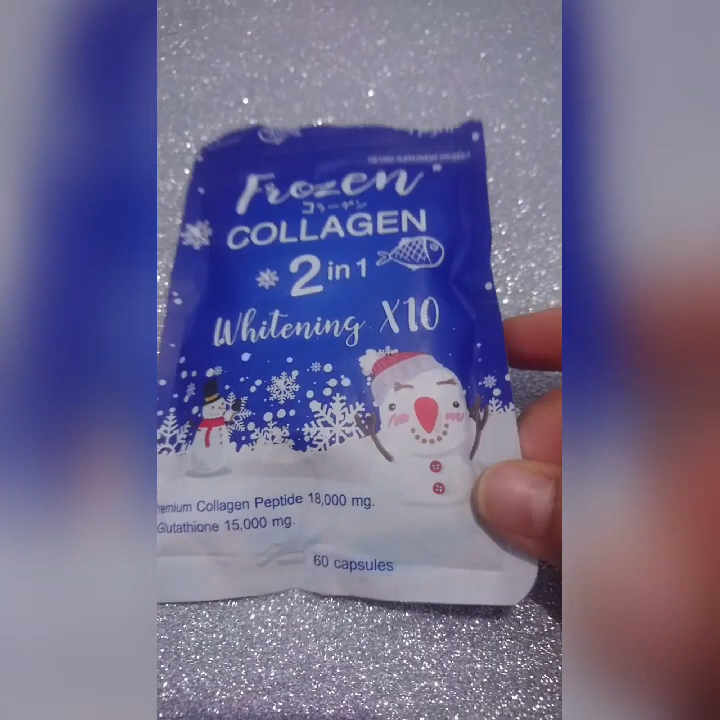 DIETARY SUPPLEMENT PRODUCT
Frozen
コラーゲン
COLLAGEN
2 in 1
Whitening X10
remium Collagen Peptide 18,000 mg.
Glutathione 15,000 mg.
60 capsules